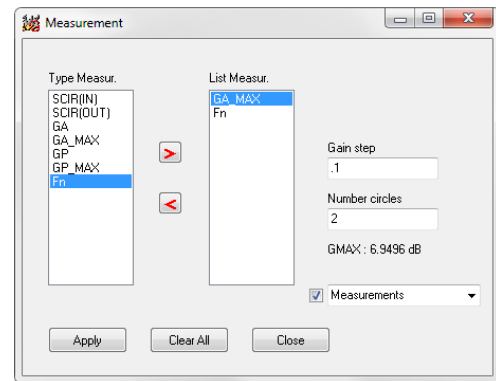 Measurement
Type Measur.
SCIR(IN)
SCIR(OUT)
GA
GA_MAX
GP
GP_MAX
Fn
>
<
List Measur.
GA_MAX
Fn
Gain step
.1
Number circles
2
GMAX : 6.9496 dB
Measurements
Apply
Clear All
Close